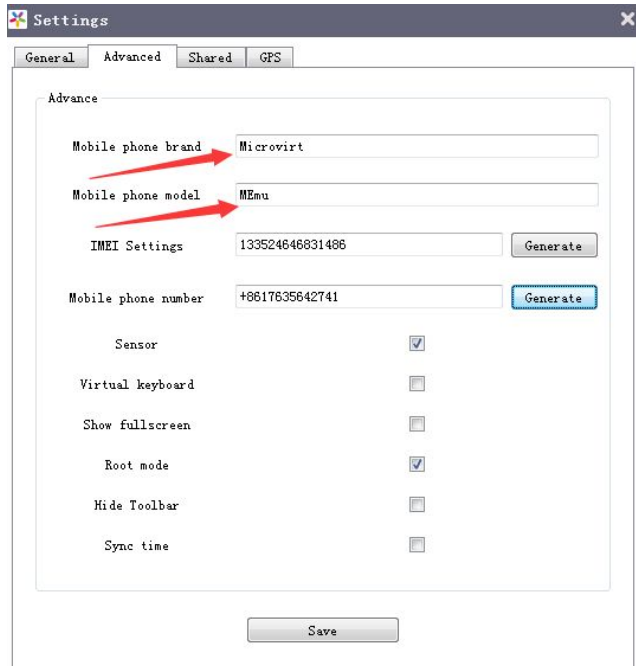 Settings
General Advanced Shared GPS
Advance
Mobile phone brand Microvirt
Mobile phone model MEmu
IMEI Settings 133524646831486 Generate
Mobile phone number +8617635642741 Generate
Sensor
Virtual keyboard
Show fullscreen
Root mode
Hide Toolbar
Sync time
Save